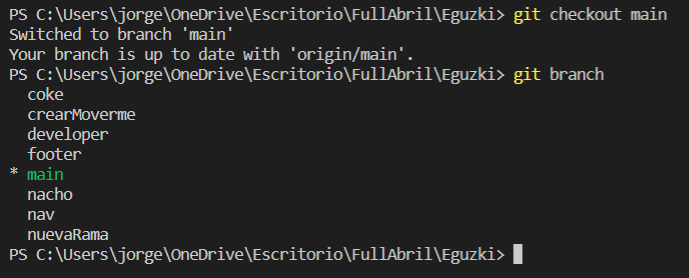 PS C:\Users\jorge\OneDrive\Escritorio\FullAbril\Eguzki> git checkout main
Switched to branch 'main'
Your branch is up to date with 'origin/main'.
PS C:\Users\jorge\OneDrive\Escritorio\FullAbril\Eguzki> git branch
  coke
  crearMoverme
  developer
  footer
* main
  nacho
  nav
  nuevaRama
PS C:\Users\jorge\OneDrive\Escritorio\FullAbril\Eguzki>